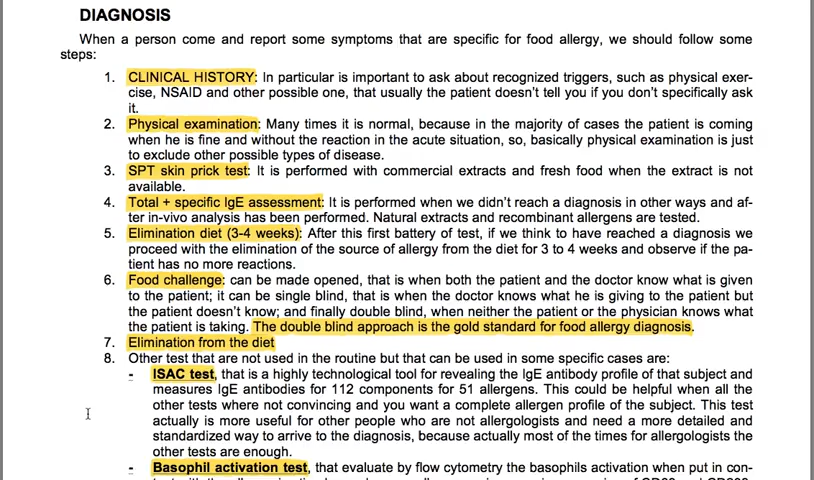 DIAGNOSIS
When a person come and report some symptoms that are specific for food allergy, we should follow some
steps:
1. CLINICAL HISTORY: In particular is important to ask about recognized triggers, such as physical exer-
cise, NSAID and other possible one, that usually the patient doesn't tell you if you don't specifically ask
it.
2. Physical examination: Many times it is normal, because in the majority of cases the patient is coming
when he is fine and without the reaction in the acute situation, so, basically physical examination is just
to exclude other possible types of disease.
3. SPT skin prick test: It is performed with commercial extracts and fresh food when the extract is not
available.
4. Total + specific IgE assessment: It is performed when we didn't reach a diagnosis in other ways and af-
ter in-vivo analysis has been performed. Natural extracts and recombinant allergens are tested.
5. Elimination diet (3-4 weeks): After this first battery of test, if we think to have reached a diagnosis we
proceed with the elimination of the source of allergy from the diet for 3 to 4 weeks and observe if the pa-
tient has no more reactions.
6. Food challenge: can be made opened, that is when both the patient and the doctor know what is given
to the patient; it can be single blind, that is when the doctor knows what he is giving to the patient but
the patient doesn't know; and finally double blind, when neither the patient or the physician knows what
the patient is taking. The double blind approach is the gold standard for food allergy diagnosis.
7. Elimination from the diet
8. Other test that are not used in the routine but that can be used in some specific cases are:
- ISAC test, that is a highly technological tool for revealing the IgE antibody profile of that subject and
measures IgE antibodies for 112 components for 51 allergens. This could be helpful when all the
other tests where not convincing and you want a complete allergen profile of the subject. This test
actually is more useful for other people who are not allergologists and need a more detailed and
standardized way to arrive to the diagnosis, because actually most of the times for allergologists the
other tests are enough.
- Basophil activation test, that evaluate by flow cytometry the basophils activation when put in con-